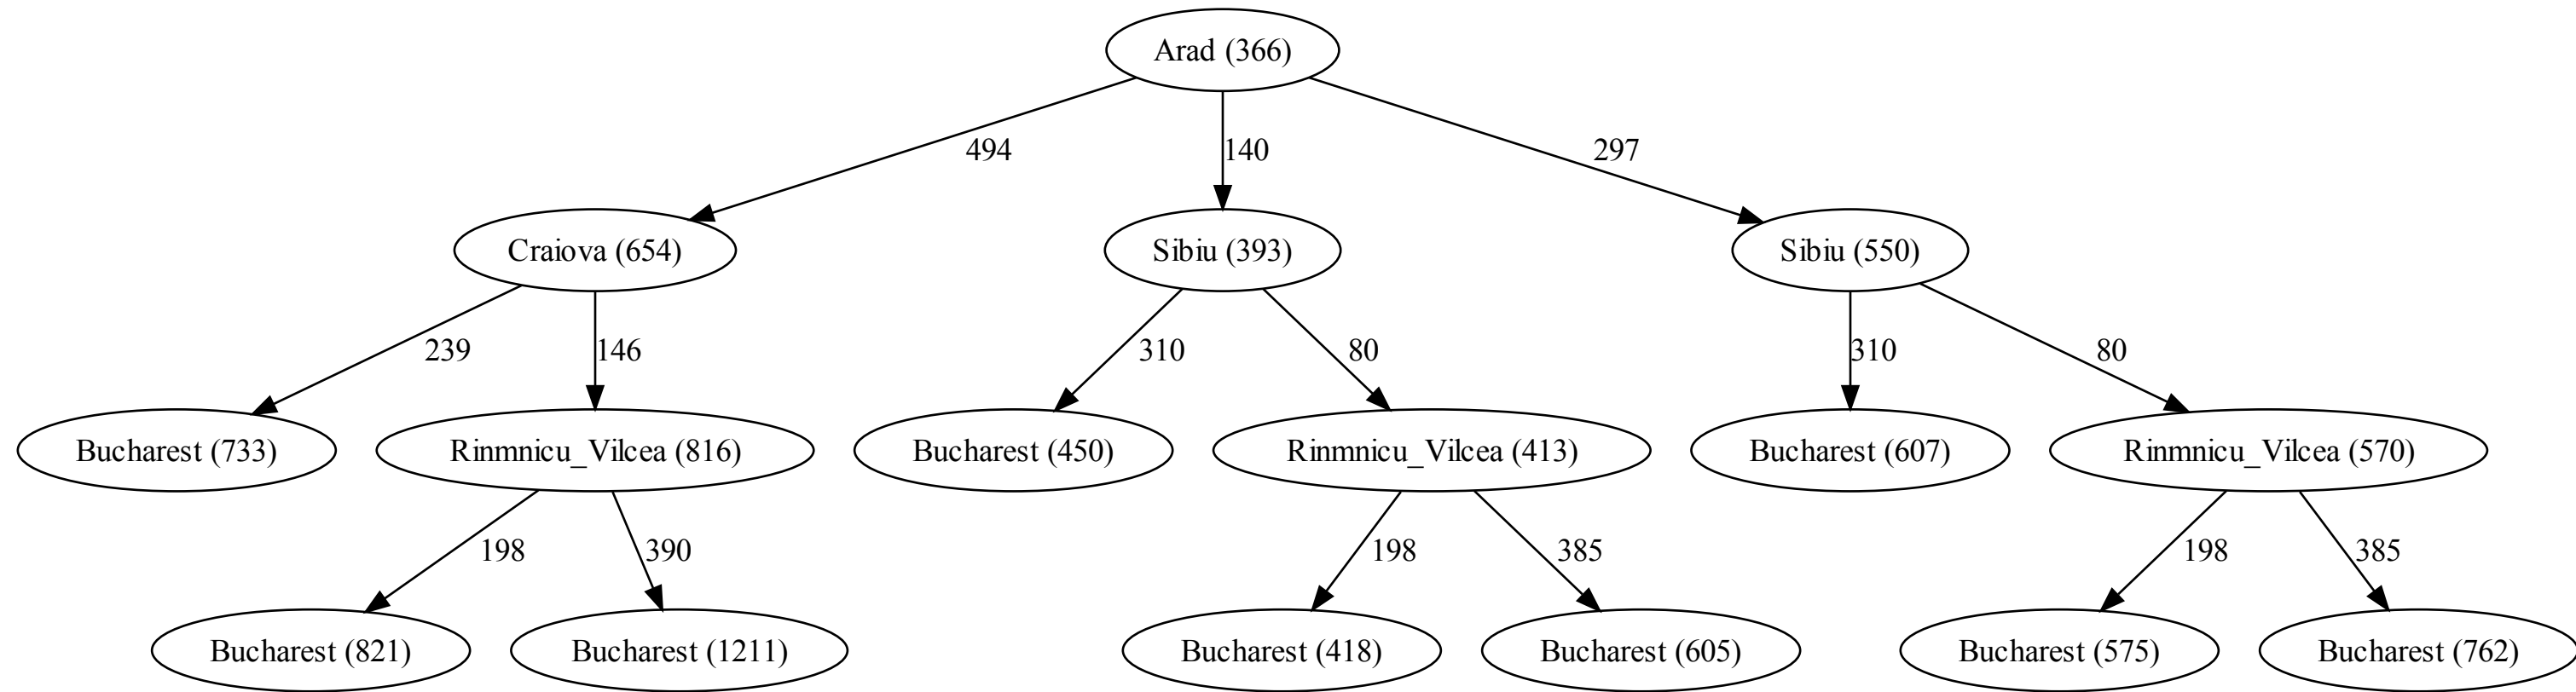 Arad (366)
494
140
297
Craiova (654)
Sibiu (393)
Sibiu (550)
239
146
310
80
310
80
Bucharest (733)
Rinmnicu_Vilcea (816)
Bucharest (450)
Rinmnicu_Vilcea (413)
Bucharest (607)
Rinmnicu_Vilcea (570)
198
390
198
385
198
385
Bucharest (821)
Bucharest (1211)
Bucharest (418)
Bucharest (605)
Bucharest (575)
Bucharest (762)